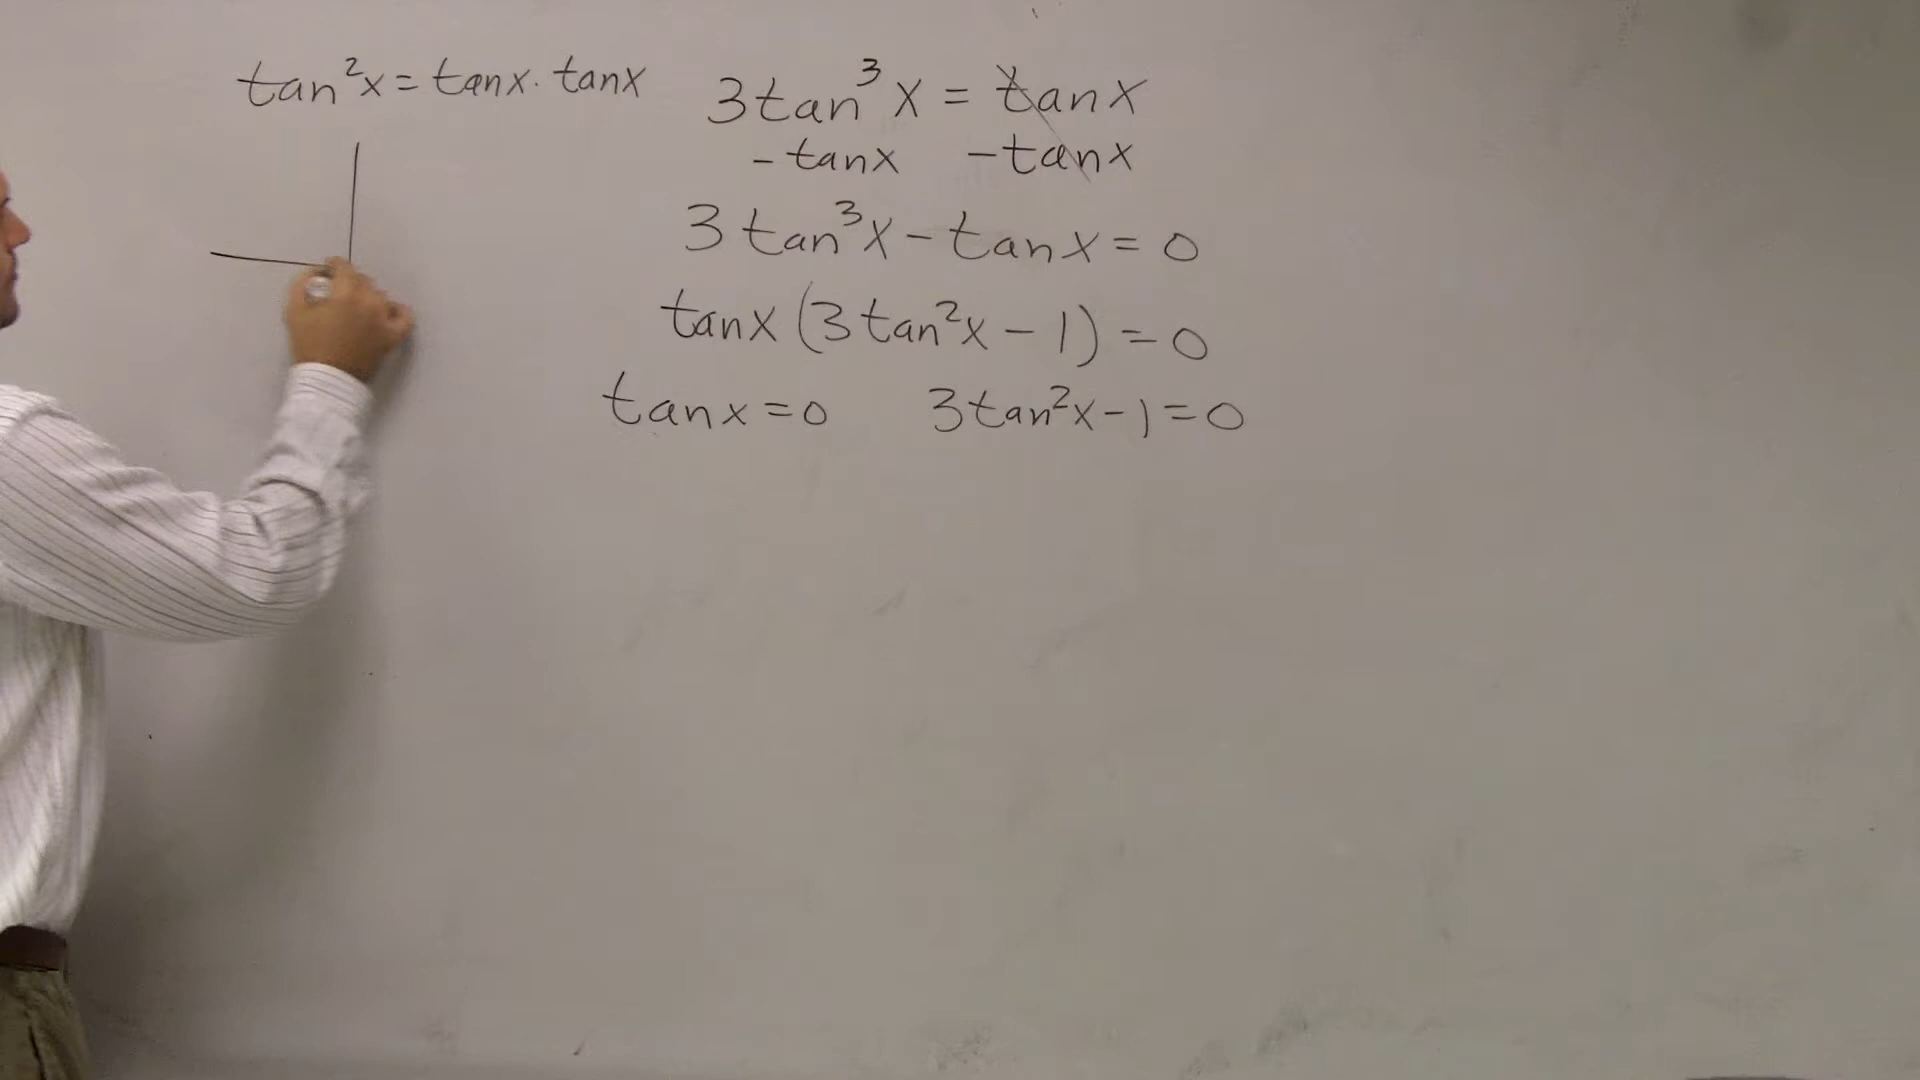 tan²x = tanx · tanx
3tan³x = tanx
-tanx -tanx
3tan³x - tanx = 0
tanx(3tan²x - 1) = 0
tanx = 0 3tan²x - 1 = 0